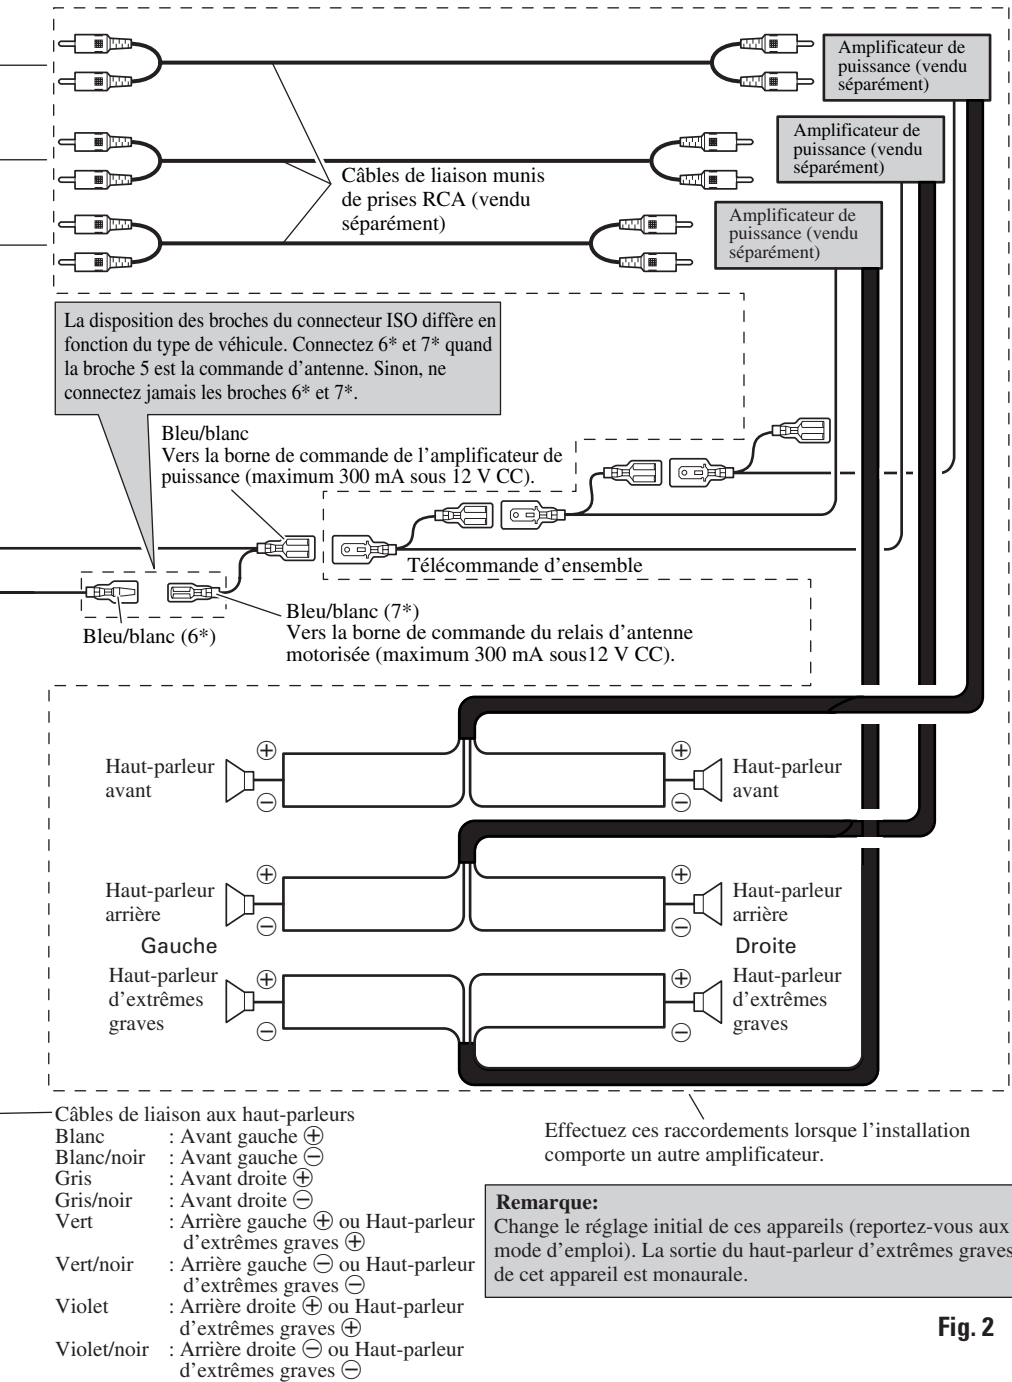 Amplificateur de
puissance (vendu
séparément)
Amplificateur de
puissance (vendu
séparément)
Câbles de liaison munis
de prises RCA (vendu
séparément)
Amplificateur de
puissance (vendu
séparément)
La disposition des broches du connecteur ISO diffère en
fonction du type de véhicule. Connectez 6* et 7* quand
la broche 5 est la commande d’antenne. Sinon, ne
connectez jamais les broches 6* et 7*.
Bleu/blanc
Vers la borne de commande de l’amplificateur de
puissance (maximum 300 mA sous 12 V CC).
Télécommande d’ensemble
Bleu/blanc (6*)
Bleu/blanc (7*)
Vers la borne de commande du relais d’antenne
motorisée (maximum 300 mA sous12 V CC).
Haut-parleur
avant
⊕
⊖
⊕
⊖
Haut-parleur
avant
Haut-parleur
arrière
⊕
⊖
⊕
⊖
Haut-parleur
arrière
Gauche
Droite
Haut-parleur
d’extrêmes
graves
⊕
⊖
⊕
⊖
Haut-parleur
d’extrêmes
graves
Câbles de liaison aux haut-parleurs
Blanc : Avant gauche ⊕
Blanc/noir : Avant gauche ⊖
Gris : Avant droite ⊕
Gris/noir : Avant droite ⊖
Vert : Arrière gauche ⊕ ou Haut-parleur
d’extrêmes graves ⊕
Vert/noir : Arrière gauche ⊖ ou Haut-parleur
d’extrêmes graves ⊖
Violet : Arrière droite ⊕ ou Haut-parleur
d’extrêmes graves ⊕
Violet/noir : Arrière droite ⊖ ou Haut-parleur
d’extrêmes graves ⊖
Effectuez ces raccordements lorsque l’installation
comporte un autre amplificateur.
Remarque:
Change le réglage initial de ces appareils (reportez-vous aux
mode d’emploi). La sortie du haut-parleur d’extrêmes graves
de cet appareil est monaurale.
Fig. 2